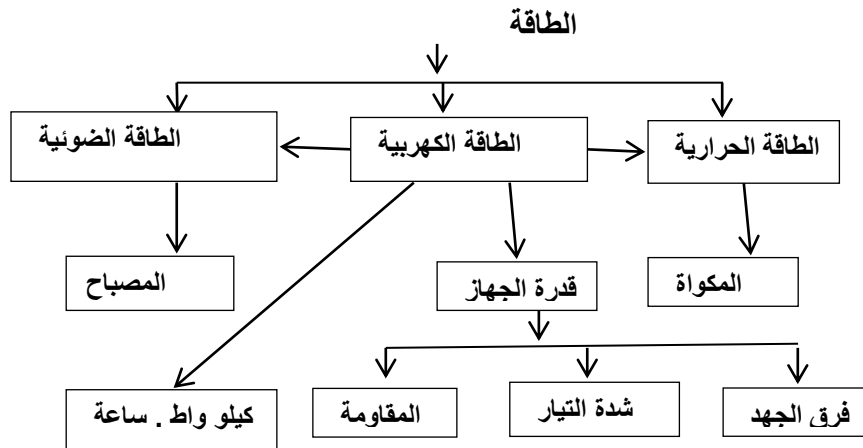 الطاقة
الطاقة الحرارية
الطاقة الكهربية
الطاقة الضوئية
المكواة
قدرة الجهاز
المصباح
فرق الجهد
شدة التيار
المقاومة
كيلو واط . ساعة